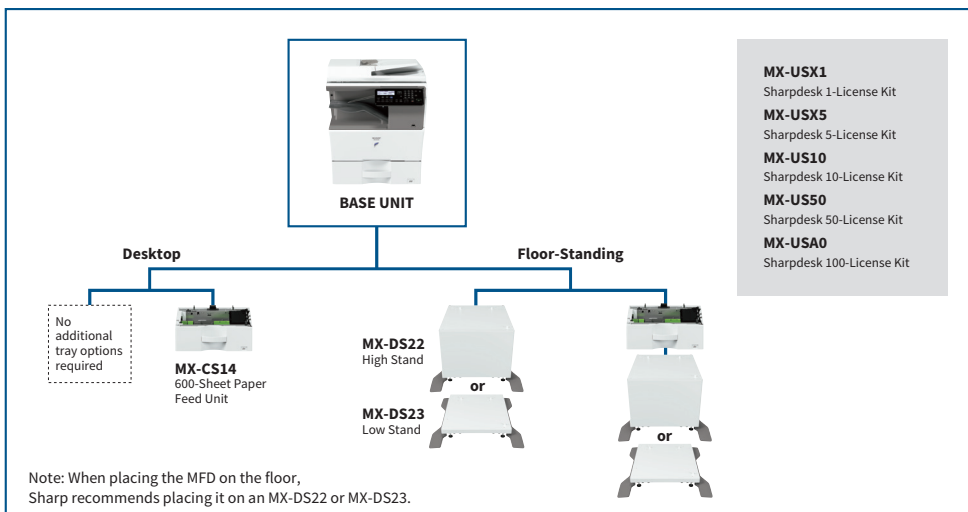 BASE UNIT
Desktop
Floor-Standing
No
additional
tray options
required
MX-CS14
600-Sheet Paper
Feed Unit
MX-DS22
High Stand
or
MX-DS23
Low Stand
or
Note: When placing the MFD on the floor,
Sharp recommends placing it on an MX-DS22 or MX-DS23.
MX-USX1
Sharpdesk 1-License Kit
MX-USX5
Sharpdesk 5-License Kit
MX-US10
Sharpdesk 10-License Kit
MX-US50
Sharpdesk 50-License Kit
MX-USA0
Sharpdesk 100-License Kit